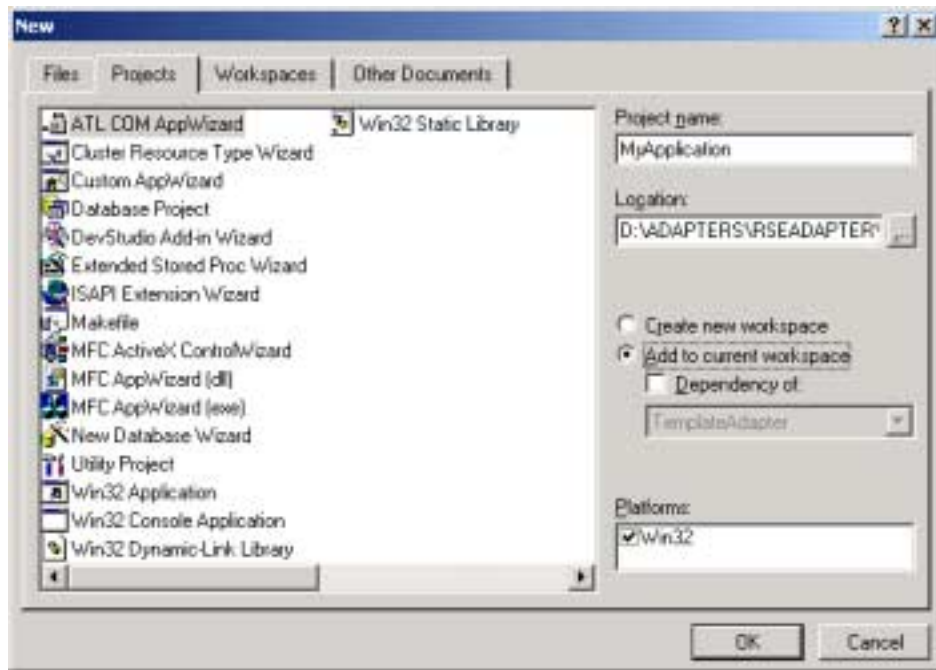 New
Files Projects Workspaces Other Documents
ATL COM AppWizard
Cluster Resource Type Wizard
Custom AppWizard
Database Project
DevStudio Add-in Wizard
Extended Stored Proc Wizard
ISAPI Extension Wizard
Makefile
MFC ActiveX ControlWizard
MFC AppWizard (dll)
MFC AppWizard (exe)
New Database Wizard
Utility Project
Win32 Application
Win32 Console Application
Win32 Dynamic-Link Library
Win32 Static Library
Project name:
MyApplication
Location:
D:\ADAPTERS\RSEADAPTER\
...
Create new workspace
Add to current workspace
Dependency of:
TemplateAdapter
Platforms:
Win32
OK Cancel